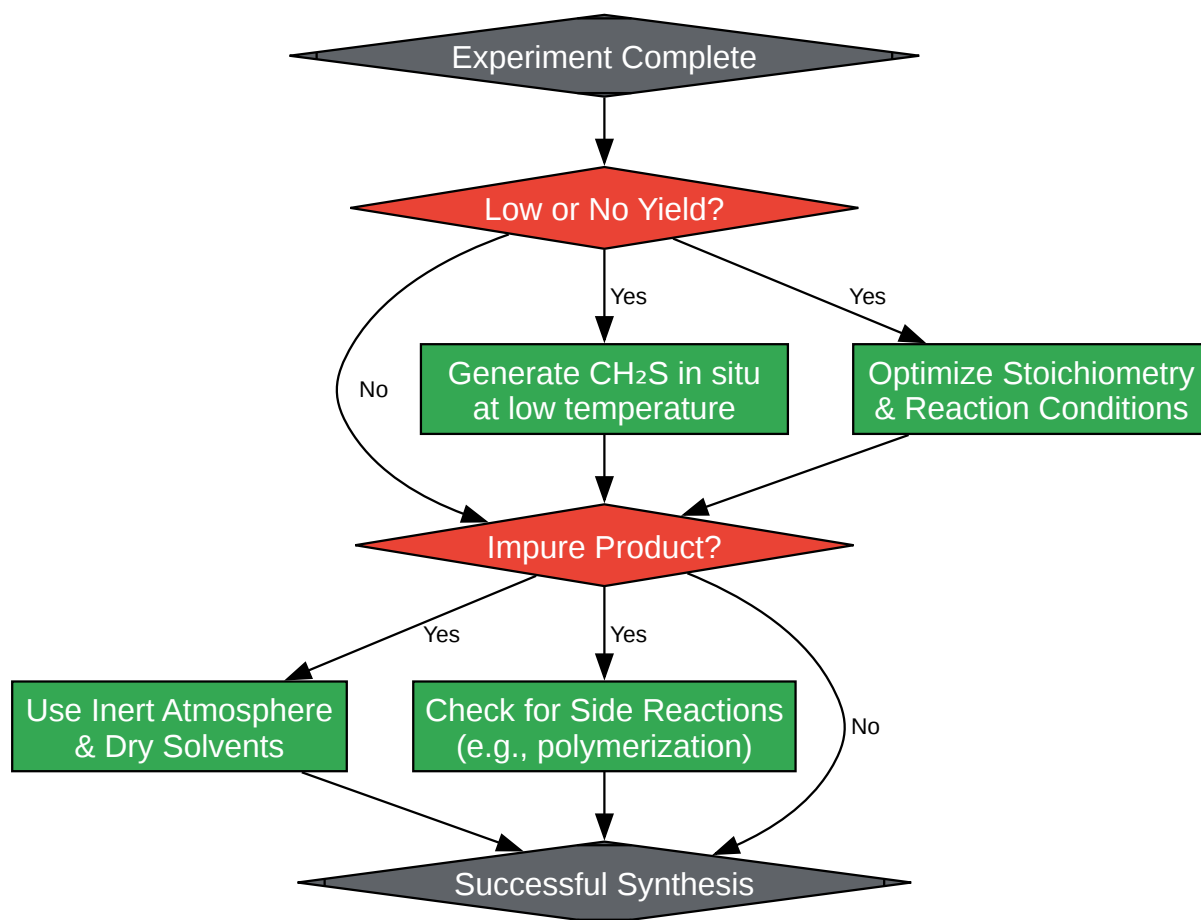 Experiment Complete
Low or No Yield?
Yes
Yes
Generate CH₂S in situ
at low temperature
Optimize Stoichiometry
& Reaction Conditions
No
Impure Product?
Yes
Yes
Use Inert Atmosphere
& Dry Solvents
Check for Side Reactions
(e.g., polymerization)
No
Successful Synthesis